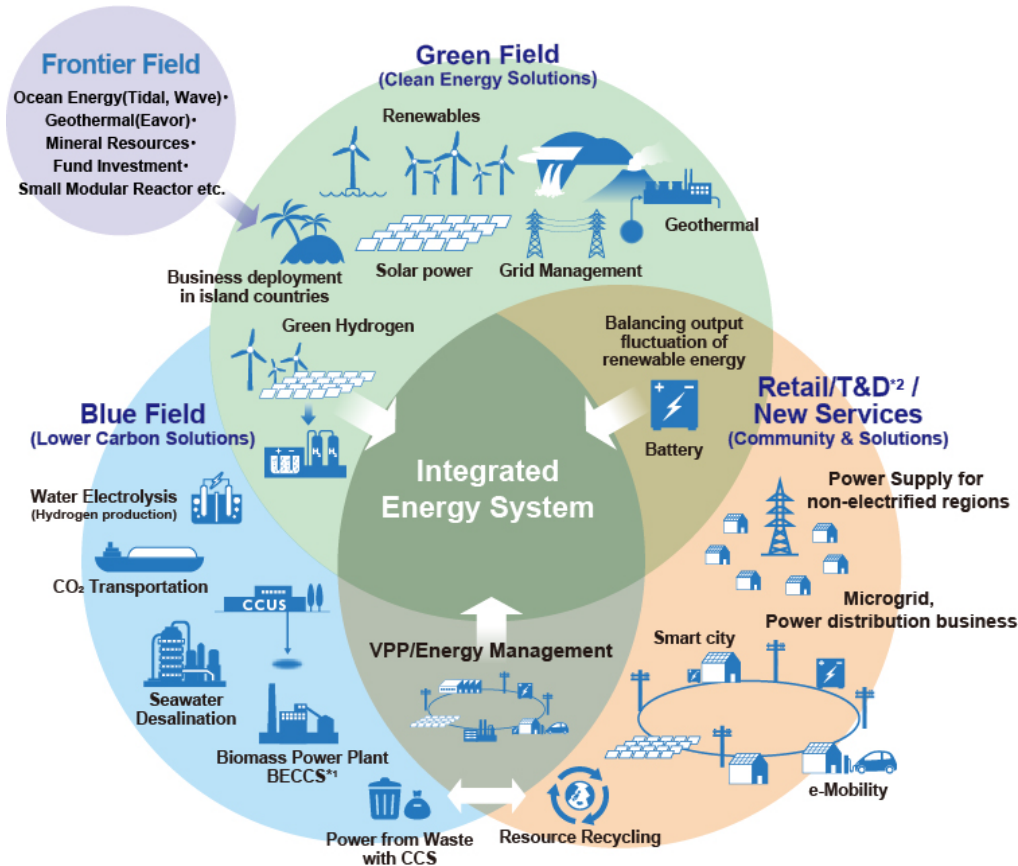 Frontier Field
Ocean Energy(Tidal, Wave)・
Geothermal(Eavor)・
Mineral Resources・
Fund Investment・
Small Modular Reactor etc.
Green Field
(Clean Energy Solutions)
Renewables
Geothermal
Solar power
Grid Management
Business deployment
in island countries
Green Hydrogen
H₂ H₂
Balancing output
fluctuation of
renewable energy
Battery
Blue Field
(Lower Carbon Solutions)
Water Electrolysis
(Hydrogen production)
CO₂ Transportation
CCUS
Seawater
Desalination
Biomass Power Plant
BECCS*1
Power from Waste
with CCS
Integrated
Energy System
VPP/Energy Management
Resource Recycling
Retail/T&D*2 /
New Services
(Community & Solutions)
Power Supply for
non-electrified regions
Microgrid,
Power distribution business
Smart city
e-Mobility